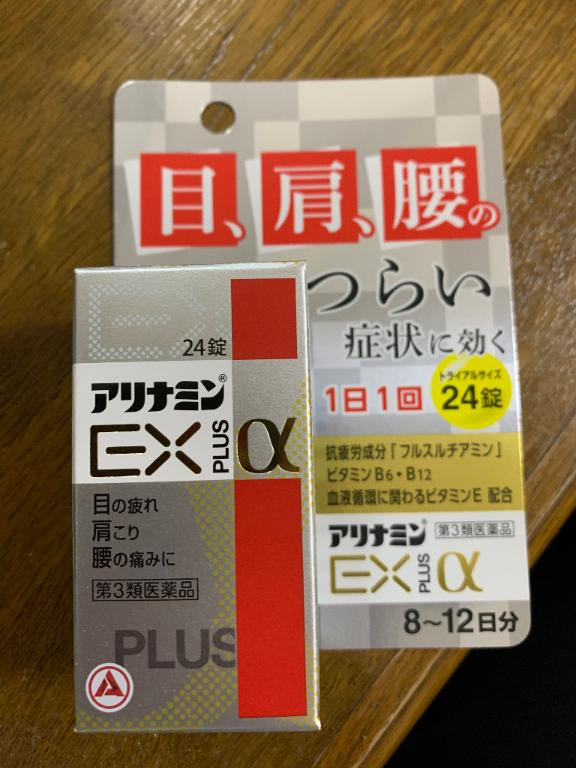 目、肩、腰の
つらい
症状に効く
1日1回
トライアルサイズ
24錠
抗疲労成分「フルスルチアミン」
ビタミンB6・B12
血液循環に関わるビタミンE 配合
アリナミン® 第3類医薬品
EX PLUS α
8〜12日分
EX
24錠
アリナミン®
EX PLUS α
目の疲れ
肩こり
腰の痛みに
第3類医薬品
PLUS